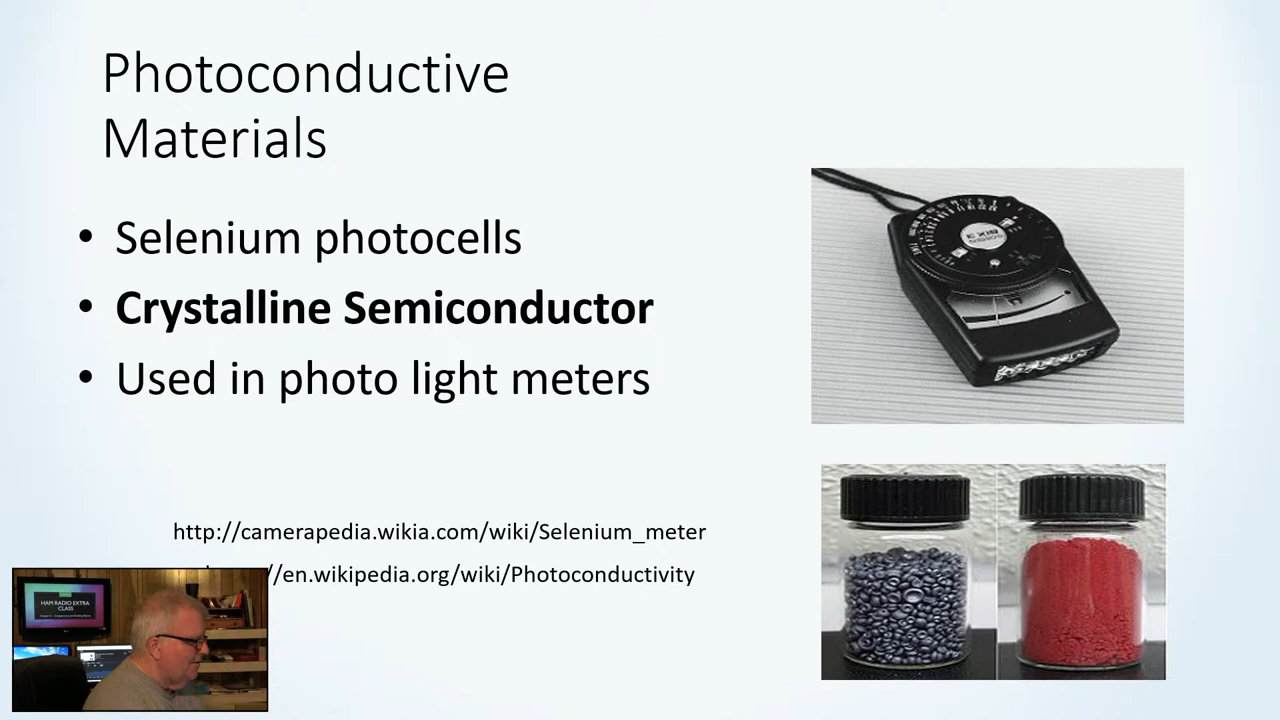 Photoconductive
Materials
• Selenium photocells
• Crystalline Semiconductor
• Used in photo light meters
http://camerapedia.wikia.com/wiki/Selenium_meter
//en.wikipedia.org/wiki/Photoconductivity
HAM RADIO EXTRA
CLASS